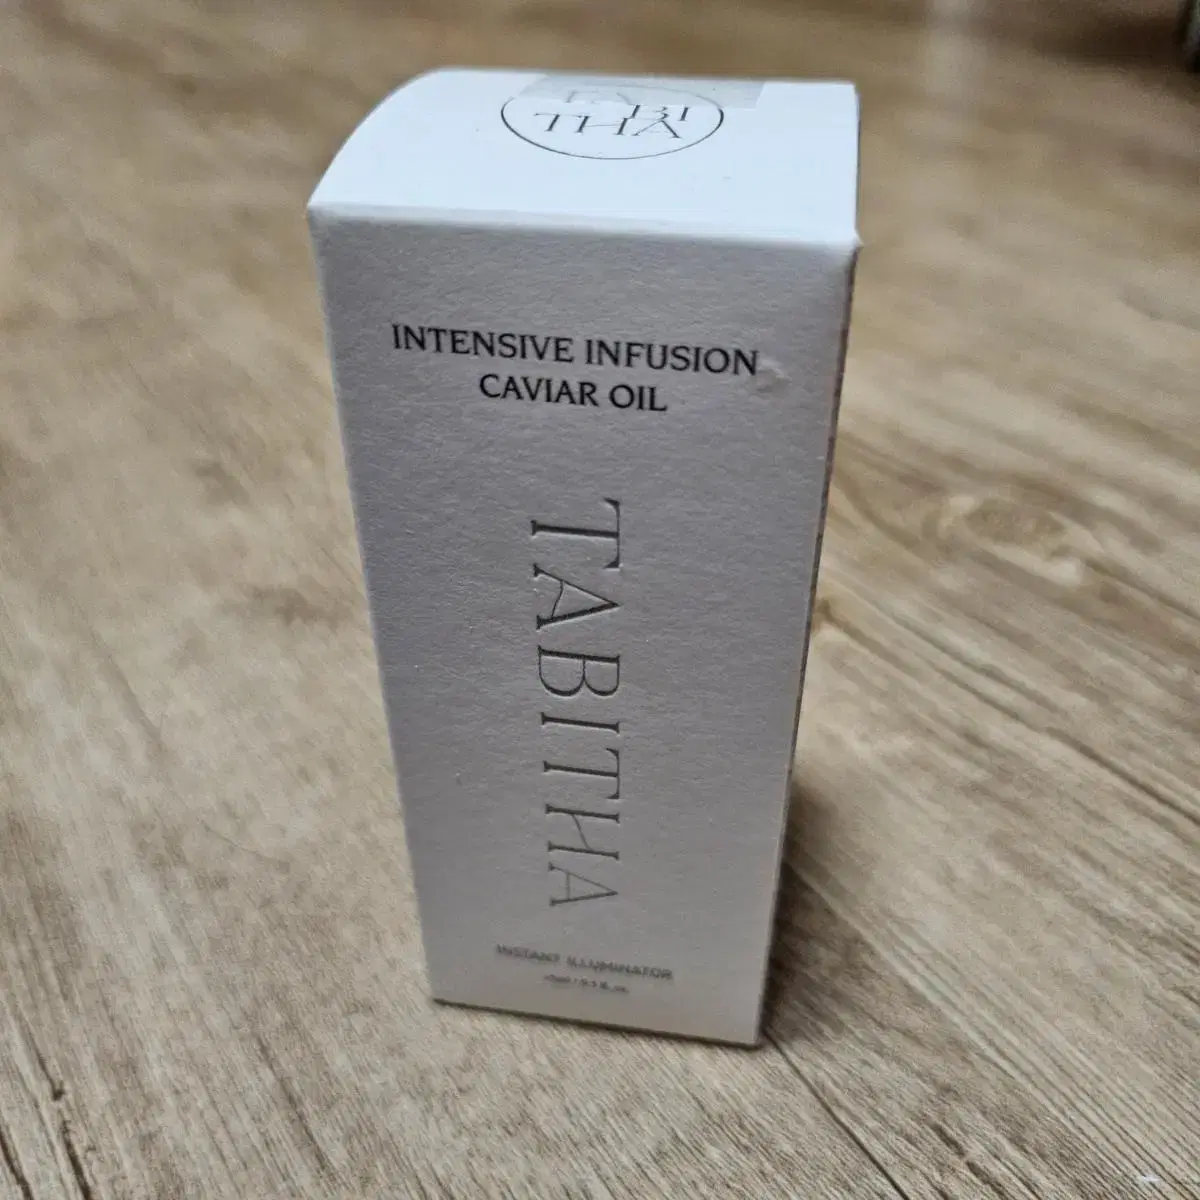 TABI
THA
INTENSIVE INFUSION
CAVIAR OIL
TABITHA
INSTANT ILLUMINATOR